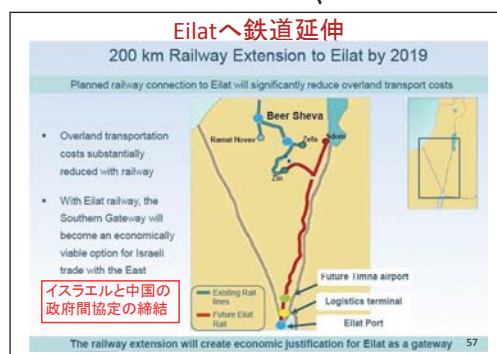 Eilatへ鉄道延伸
200 km Railway Extension to Eilat by 2019
Planned railway connection to Eilat will significantly reduce overland transport costs
▪ Overland transportation
costs substantially
reduced with railway
▪ With Eilat railway, the
Southern Gateway will
become an economically
viable option for Israeli
trade with the East
イスラエルと中国の
政府間協定の締結
Beer Sheva
Ramat Hovav
Zefa
Sdom
Zin
Existing Rail
lines
Future Eilat
Rail
Future Timna airport
Logistics terminal
Eilat Port
The railway extension will create economic justification for Eilat as a gateway
57